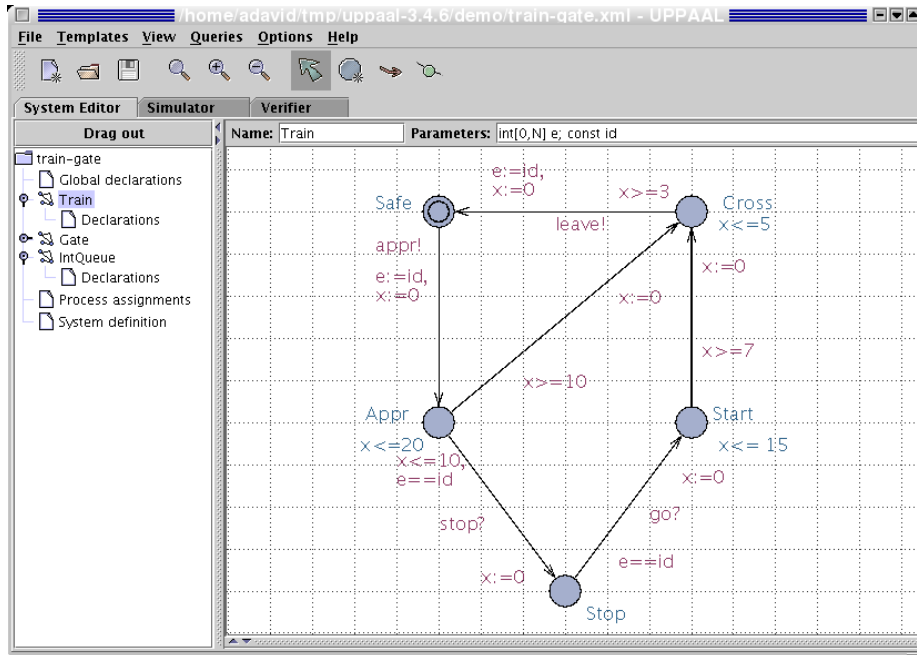 /home/adavid/tmp/uppaal-3.4.6/demo/train-gate.xml - UPPAAL
File Templates View Queries Options Help
System Editor Simulator Verifier
Drag out
Name: Train Parameters: int[0,N] e; const id
train-gate
Global declarations
Train
Declarations
Gate
IntQueue
Declarations
Process assignments
System definition
e:=id,
x:=0
x>=3
Safe
Cross
x<=5
leave!
appr!
e:=id,
x:=0
x:=0
x:=0
x>=7
x>=10
Appr
x<=20
Start
x<= 15
x<=10,
e==id
x:=0
stop?
go?
e==id
x:=0
Stop